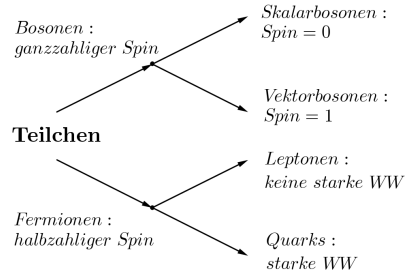 Bosonen :
ganzzahliger Spin
Skalarbosonen :
Spin = 0
Vektorbosonen :
Spin = 1
Teilchen
Leptonen :
keine starke WW
Fermionen :
halbzahliger Spin
Quarks :
starke WW